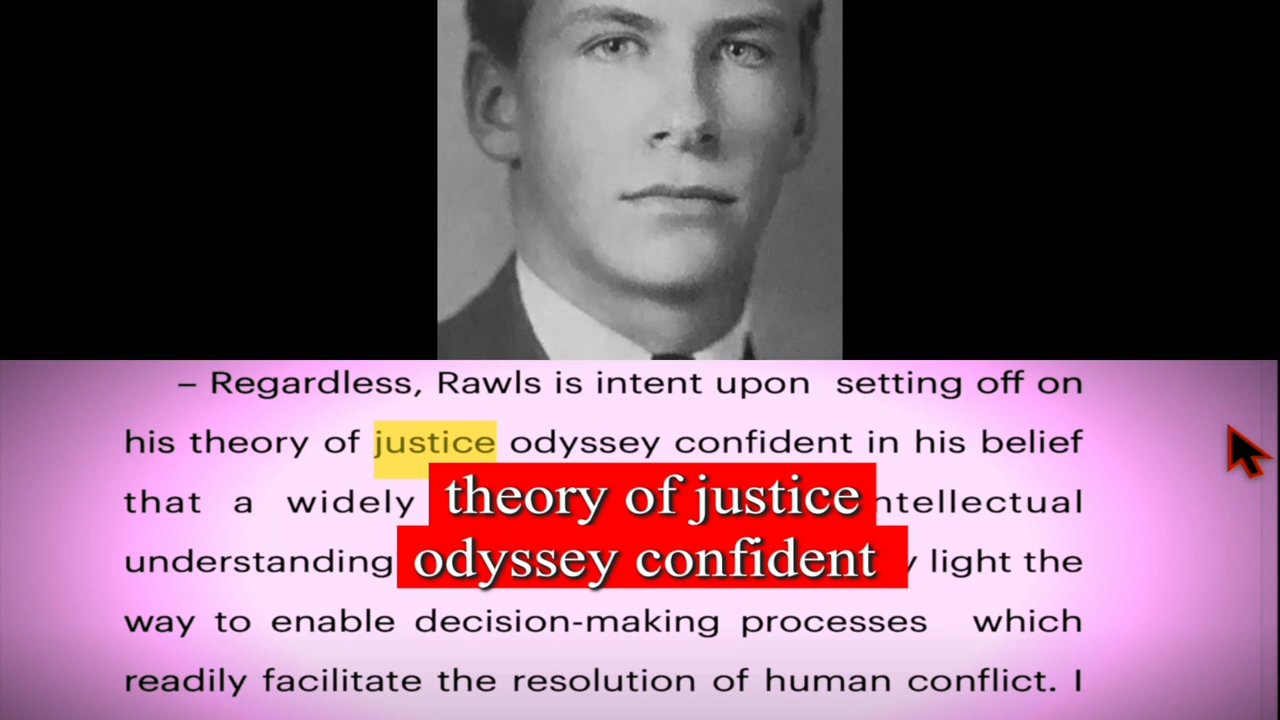 – Regardless, Rawls is intent upon setting off on
his theory of justice odyssey confident in his belief
that a widely
theory of justice
ntellectual
understanding
odyssey confident
light the
way to enable decision-making processes which
readily facilitate the resolution of human conflict. I